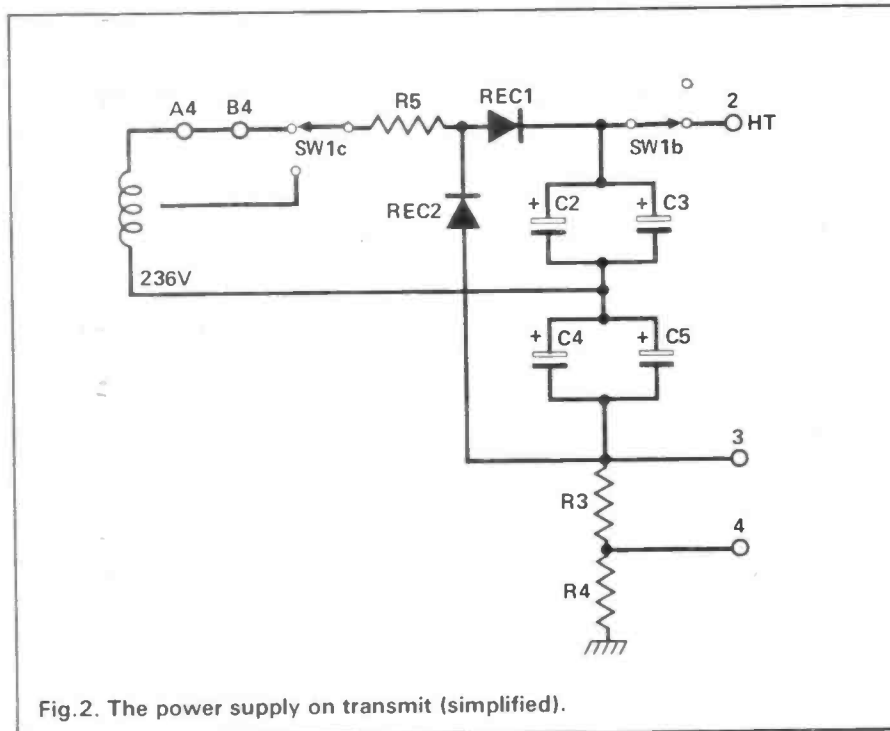 A4 B4 SW1c R5 REC1 2 HT
SW1b
REC2 + C2 + C3
236V
+ C4 + C5
3
R3
4
R4
Fig.2. The power supply on transmit (simplified).